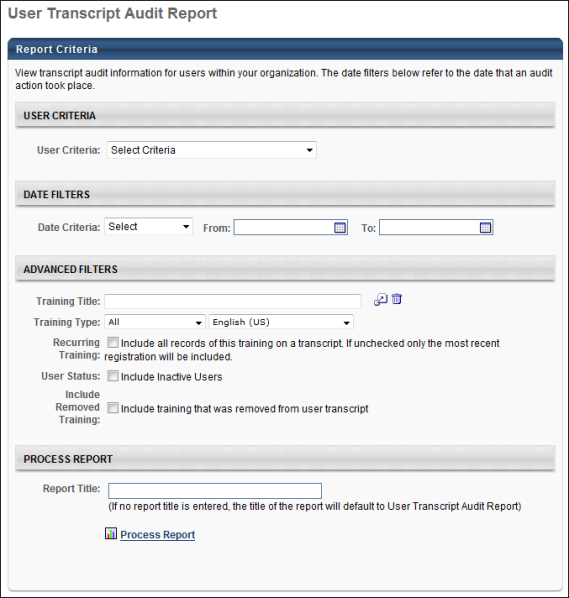 User Transcript Audit Report
Report Criteria
View transcript audit information for users within your organization. The date filters below refer to the date that an audit
action took place.
USER CRITERIA
User Criteria: Select Criteria
DATE FILTERS
Date Criteria: Select From: To:
ADVANCED FILTERS
Training Title:
Training Type: All English (US)
Recurring Training: Include all records of this training on a transcript. If unchecked only the most recent
registration will be included.
User Status: Include Inactive Users
Include
Removed Include training that was removed from user transcript
Training:
PROCESS REPORT
Report Title:
(If no report title is entered, the title of the report will default to User Transcript Audit Report)
Process Report